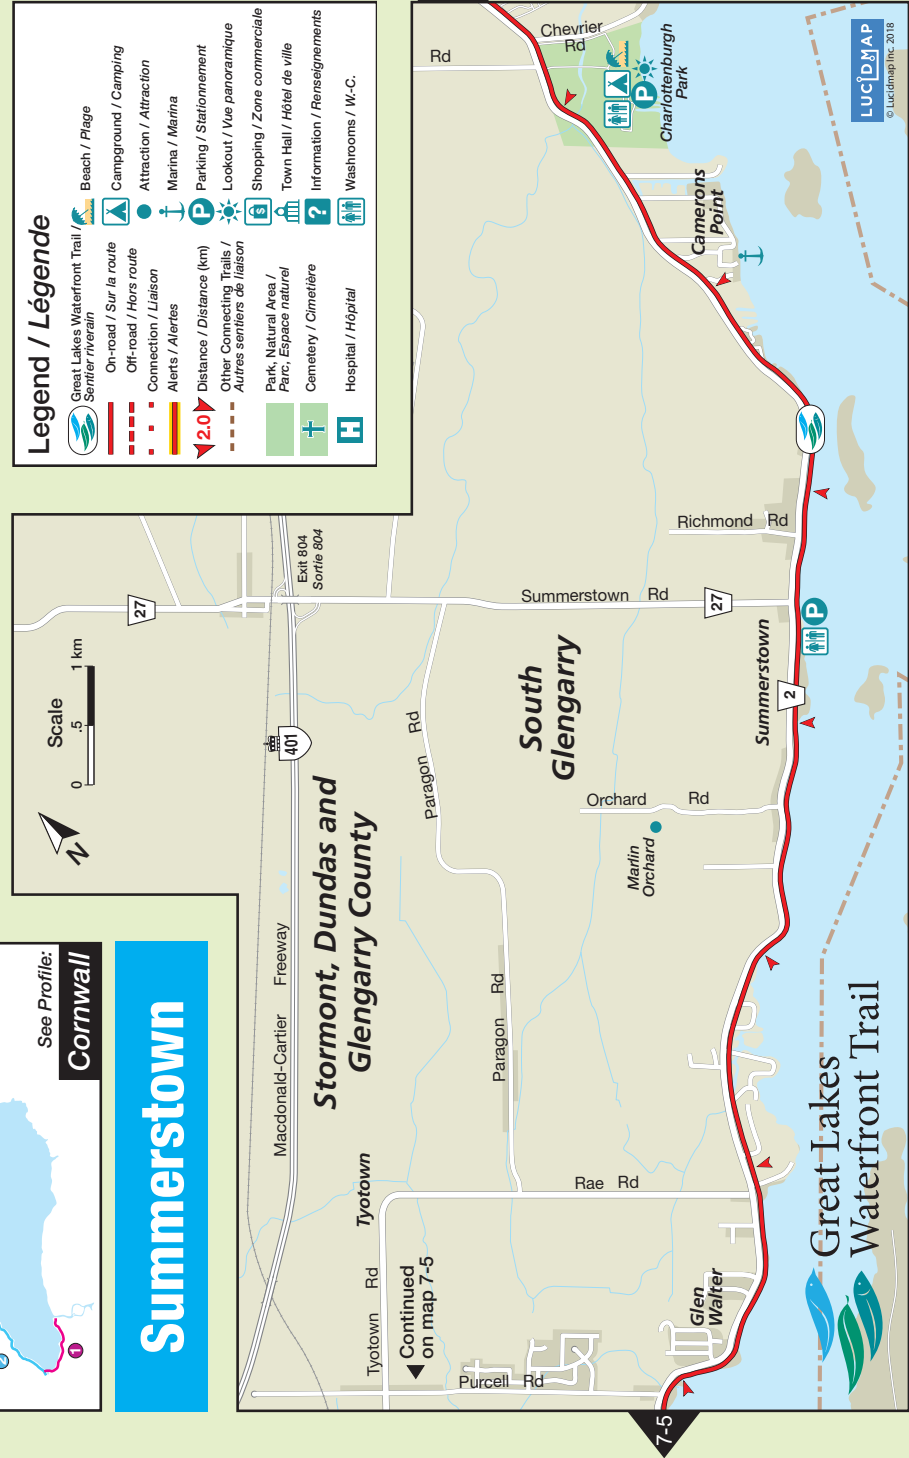 See Profile:
Cornwall
2
1
Summerstown
Legend / Légende
Great Lakes Waterfront Trail /
Sentier riverain
On-road / Sur la route
Off-road / Hors route
Connection / Liaison
Alerts / Alertes
2.0
Distance / Distance (km)
Other Connecting Trails /
Autres sentiers de liaison
Park, Natural Area /
Parc, Espace naturel
Cemetery / Cimetière
H
Hospital / Hôpital
Beach / Plage
Campground / Camping
Attraction / Attraction
Marina / Marina
P
Parking / Stationnement
Lookout / Vue panoramique
$
Shopping / Zone commerciale
Town Hall / Hôtel de ville
?
Information / Renseignements
Washrooms / W.-C.
N
Scale
0 .5 1 km
27
Exit 804
Sortie 804
401
Macdonald-Cartier Freeway
Stormont, Dundas and
Glengarry County
South
Glengarry
Tyotown
Tyotown Rd
Continued
on map 7-5
Purcell Rd
7-5
Glen
Walter
Rae Rd
Paragon Rd
Paragon Rd
Orchard Rd
Marlin
Orchard
Summerstown
2
P
27
Summerstown Rd
Richmond Rd
Camerons
Point
Charlottenburgh
Park
P
Chevrier
Rd
Rd
Great Lakes
Waterfront Trail
LUCIDMAP
© Lucidmap Inc. 2018